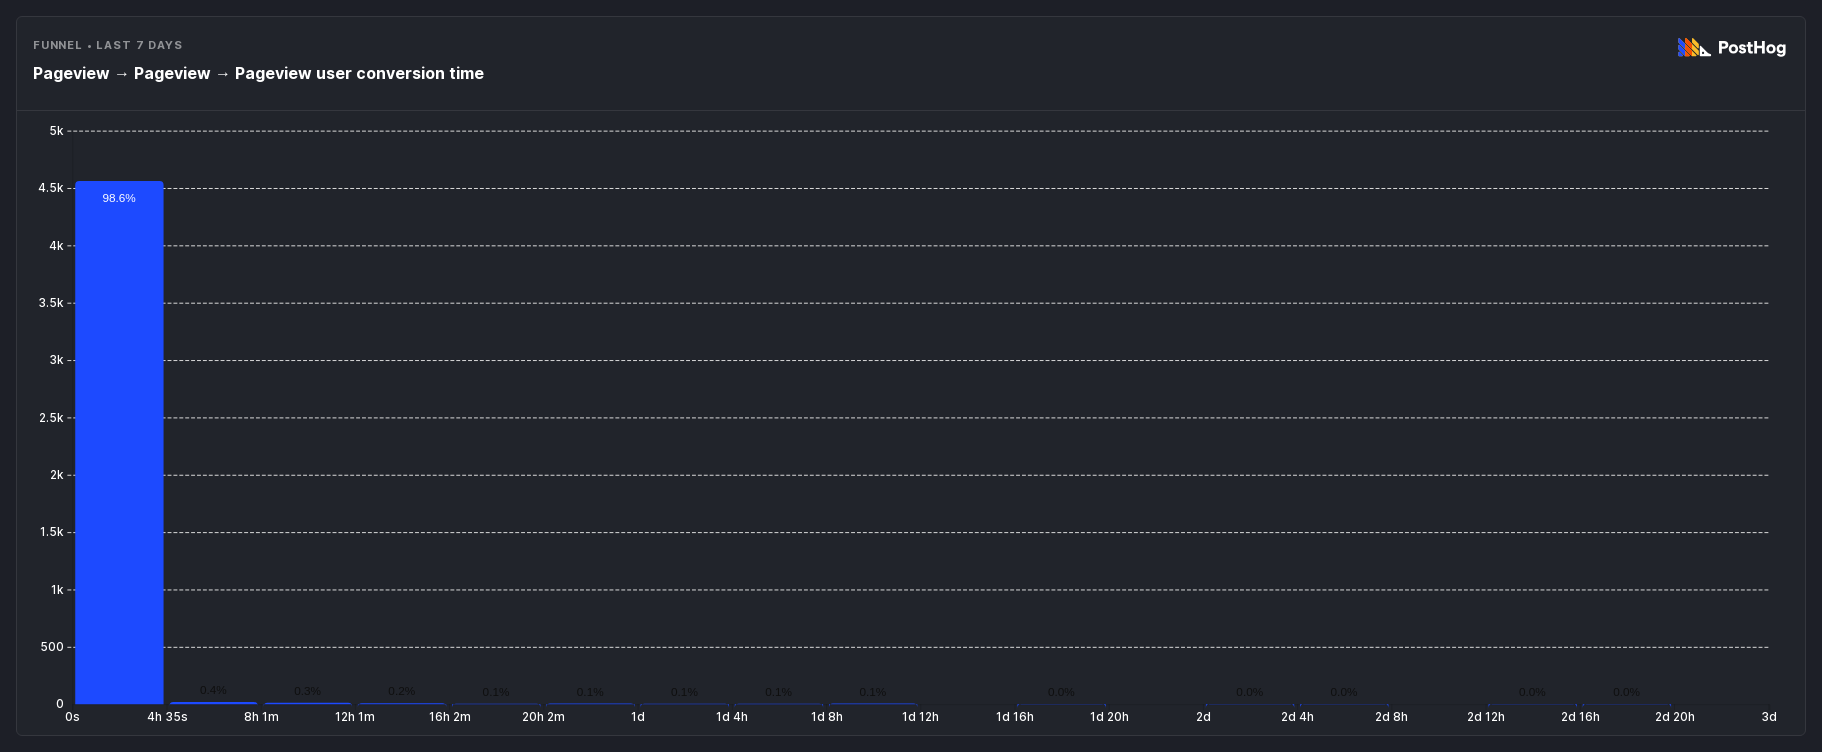 FUNNEL • LAST 7 DAYS
PostHog
Pageview → Pageview → Pageview user conversion time
5k
4.5k
98.6%
4k
3.5k
3k
2.5k
2k
1.5k
1k
500
0.4% 0.3% 0.2% 0.1% 0.1% 0.1% 0.1% 0.1% 0.0% 0.0% 0.0% 0.0% 0.0%
0
0s 4h 35s 8h 1m 12h 1m 16h 2m 20h 2m 1d 1d 4h 1d 8h 1d 12h 1d 16h 1d 20h 2d 2d 4h 2d 8h 2d 12h 2d 16h 2d 20h 3d